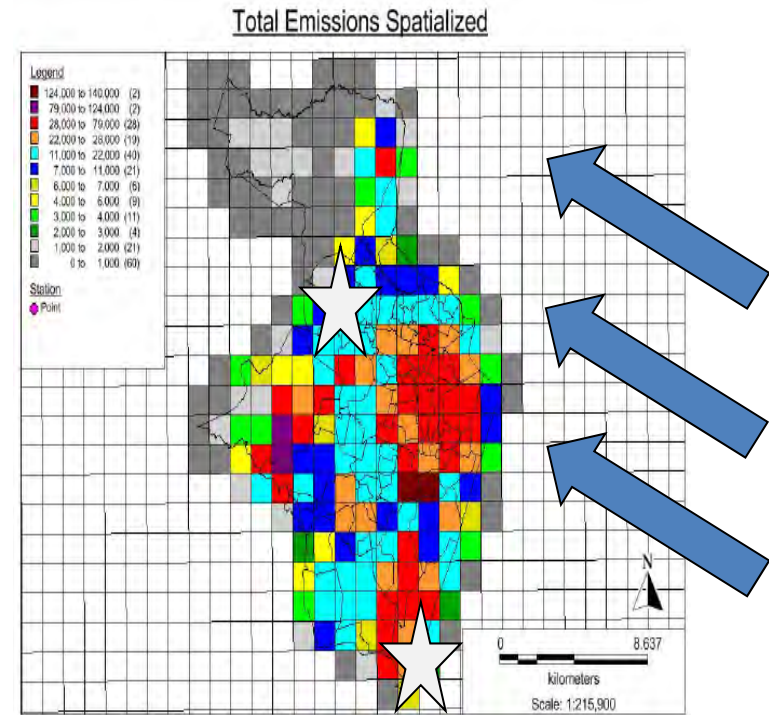 Total Emissions Spatialized
Legend
124,000 to 140,000 (2)
79,000 to 124,000 (2)
28,000 to 79,000 (28)
22,000 to 28,000 (19)
11,000 to 22,000 (40)
7,000 to 11,000 (21)
6,000 to 7,000 (6)
4,000 to 6,000 (9)
3,000 to 4,000 (11)
2,000 to 3,000 (4)
1,000 to 2,000 (21)
0 to 1,000 (60)
Station
Point
N
0 8.637
kilometers
Scale: 1:215,900